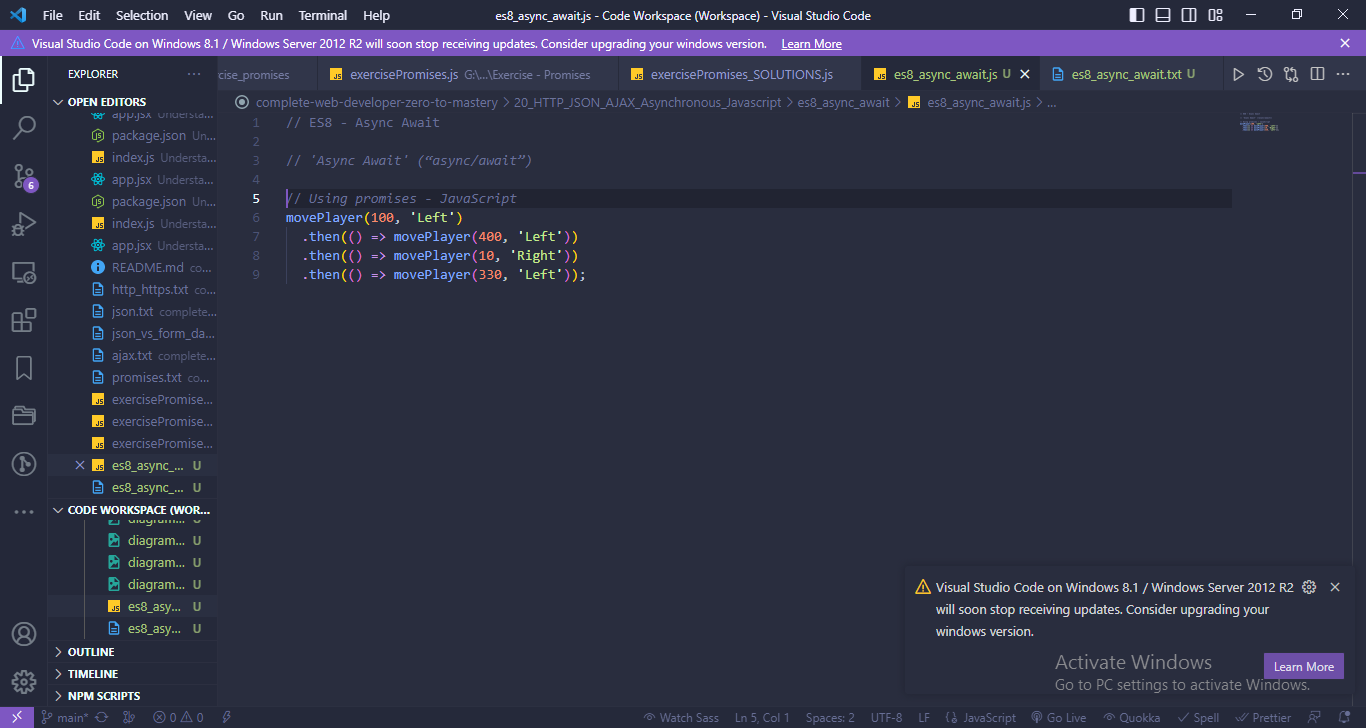 File Edit Selection View Go Run Terminal Help es8_async_await.js - Code Workspace (Workspace) - Visual Studio Code
Visual Studio Code on Windows 8.1 / Windows Server 2012 R2 will soon stop receiving updates. Consider upgrading your windows version. Learn More
EXPLORER ...
cise_promises
JS exercisePromises.js G:\...\Exercise - Promises
JS exercisePromises_SOLUTIONS.js
JS es8_async_await.js U
es8_async_await.txt U
OPEN EDITORS
app.jsx Understa...
package.json Un...
index.js Understa...
app.jsx Understa...
package.json Un...
index.js Understa...
app.jsx Understa...
README.md co...
http_https.txt co...
json.txt complete...
json_vs_form_da...
ajax.txt complete...
promises.txt co...
exercisePromise...
exercisePromise...
exercisePromise...
es8_async_... U
es8_async_... U
CODE WORKSPACE (WOR...
diagram... U
diagram... U
diagram... U
diagram... U
es8_asy... U
es8_asy... U
OUTLINE
TIMELINE
NPM SCRIPTS
complete-web-developer-zero-to-mastery > 20_HTTP_JSON_AJAX_Asynchronous_Javascript > es8_async_await > JS es8_async_await.js > ...
1 // ES8 - Async Await
2
3 // 'Async Await' (“async/await”)
4
5 // Using promises - JavaScript
6 movePlayer(100, 'Left')
7 .then(() => movePlayer(400, 'Left'))
8 .then(() => movePlayer(10, 'Right'))
9 .then(() => movePlayer(330, 'Left'));
6
Visual Studio Code on Windows 8.1 / Windows Server 2012 R2
will soon stop receiving updates. Consider upgrading your
windows version.
Learn More
Activate Windows
Go to PC settings to activate Windows.
main* 0 0 Watch Sass Ln 5, Col 1 Spaces: 2 UTF-8 LF {} JavaScript Go Live Quokka Spell Prettier